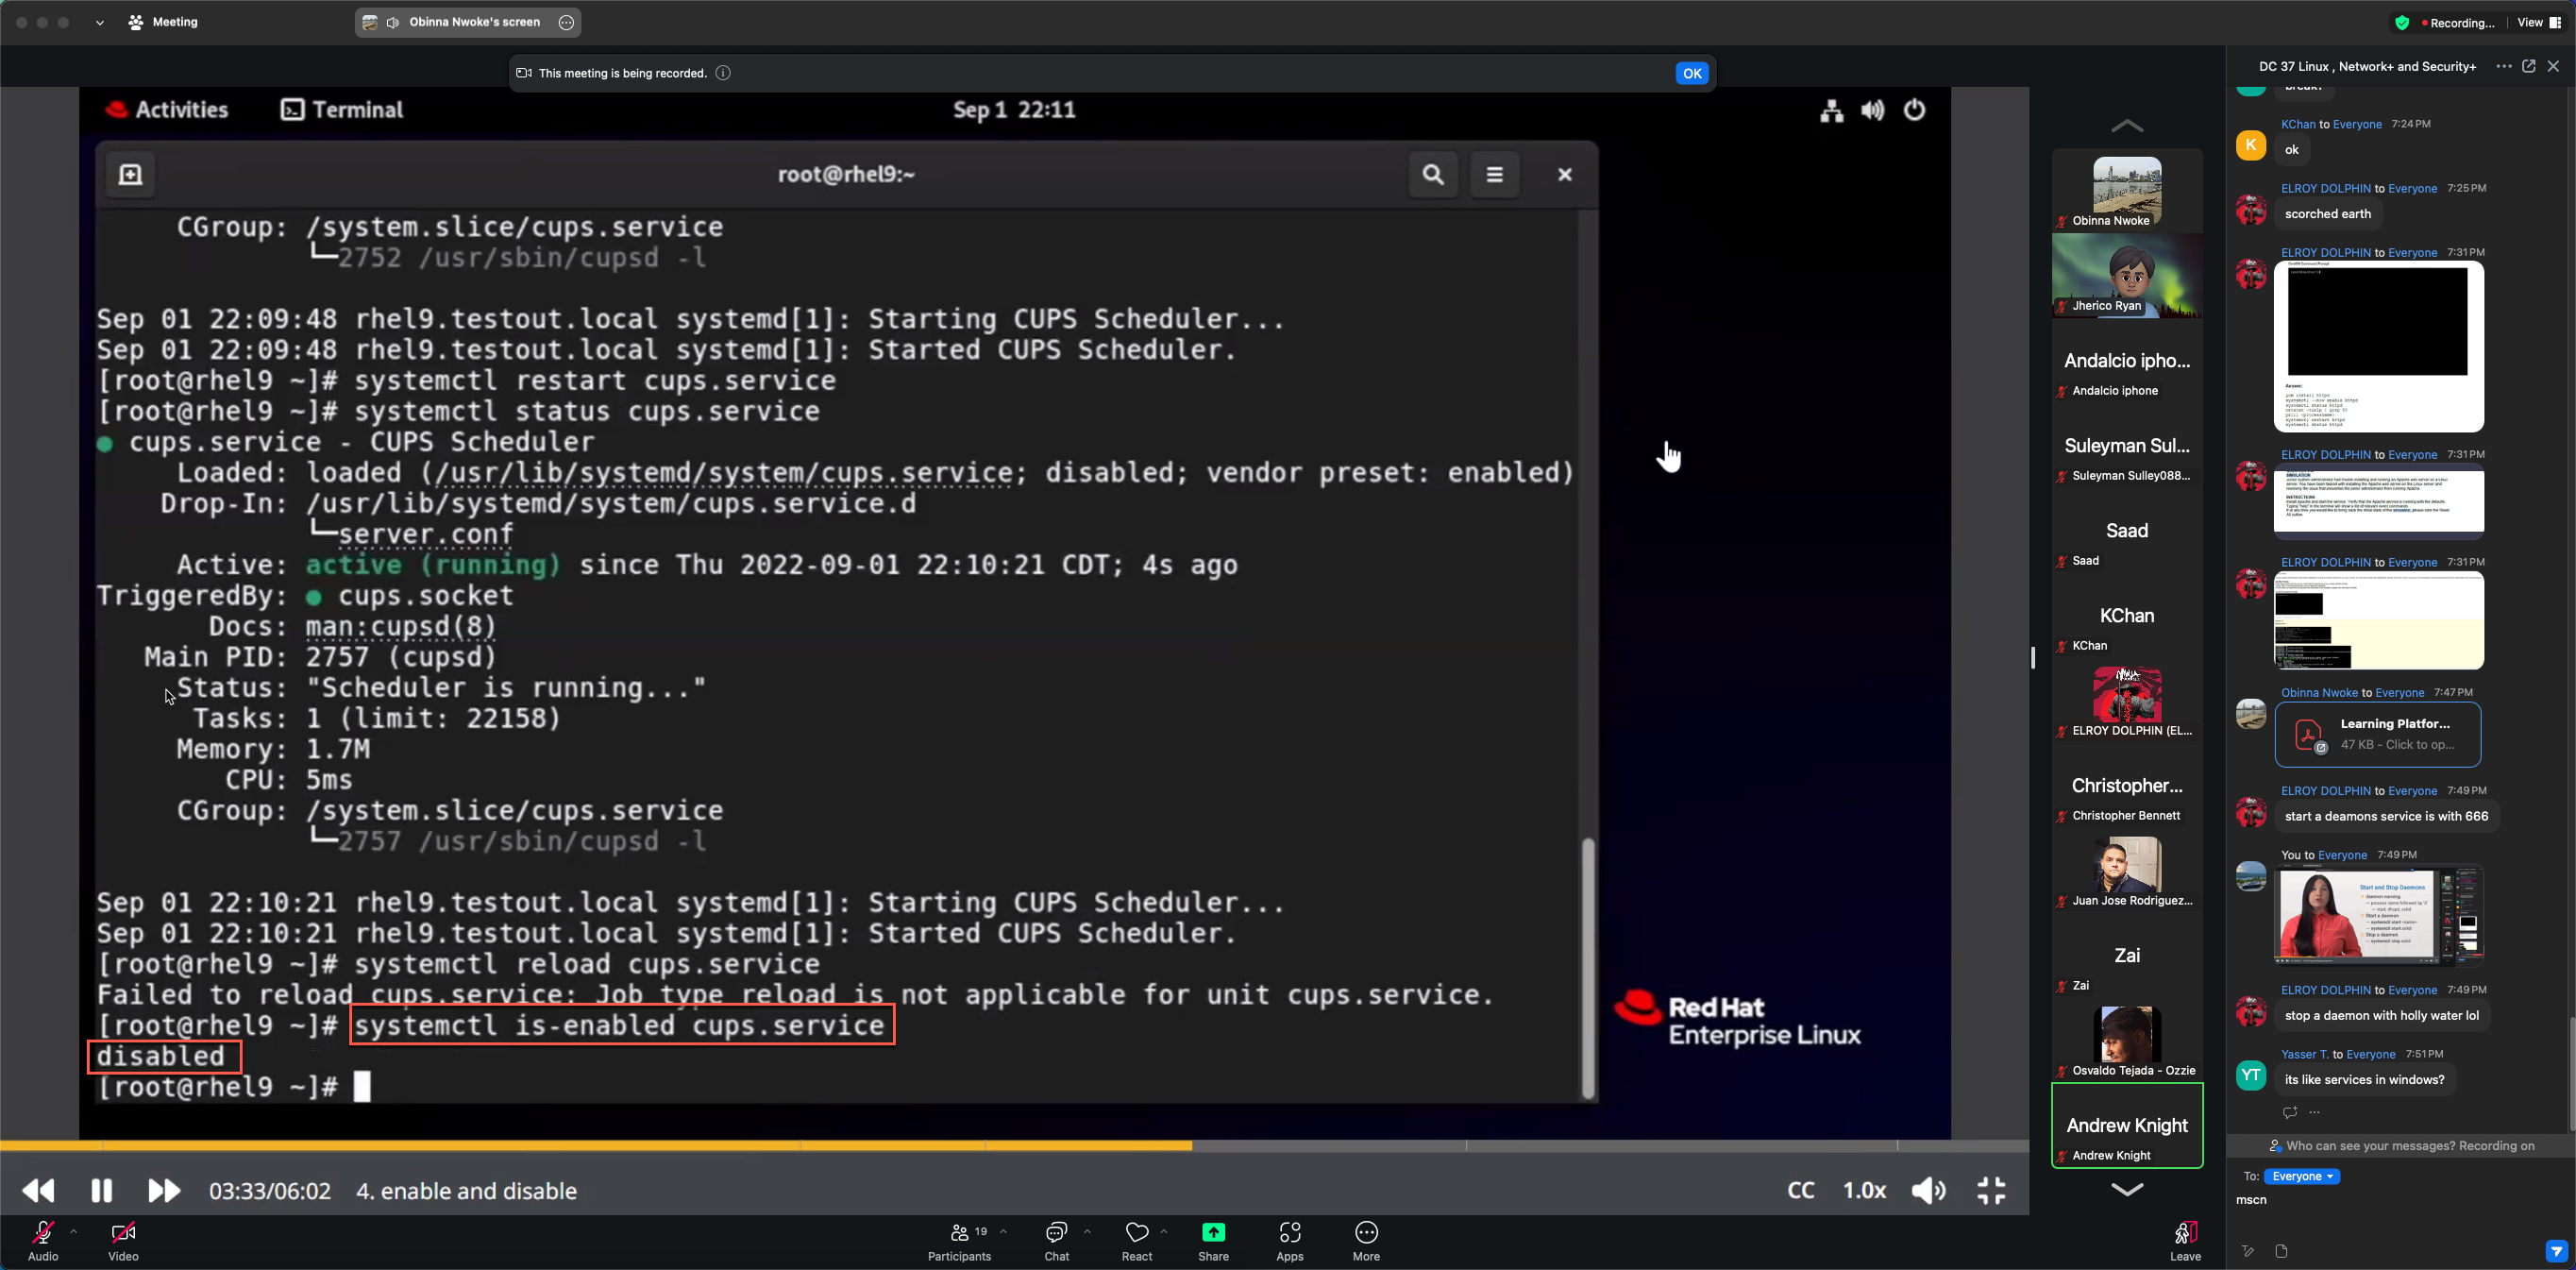 Meeting
Obinna Nwoke's screen
Recording...
View
This meeting is being recorded.
OK
DC 37 Linux , Network+ and Security+
Activities
Terminal
Sep 1 22:11
root@rhel9:~
CGroup: /system.slice/cups.service
└─2752 /usr/sbin/cupsd -l
Sep 01 22:09:48 rhel9.testout.local systemd[1]: Starting CUPS Scheduler...
Sep 01 22:09:48 rhel9.testout.local systemd[1]: Started CUPS Scheduler.
[root@rhel9 ~]# systemctl restart cups.service
[root@rhel9 ~]# systemctl status cups.service
● cups.service - CUPS Scheduler
Loaded: loaded (/usr/lib/systemd/system/cups.service; disabled; vendor preset: enabled)
Drop-In: /usr/lib/systemd/system/cups.service.d
└─server.conf
Active: active (running) since Thu 2022-09-01 22:10:21 CDT; 4s ago
TriggeredBy: ● cups.socket
Docs: man:cupsd(8)
Main PID: 2757 (cupsd)
Status: "Scheduler is running..."
Tasks: 1 (limit: 22158)
Memory: 1.7M
CPU: 5ms
CGroup: /system.slice/cups.service
└─2757 /usr/sbin/cupsd -l
Sep 01 22:10:21 rhel9.testout.local systemd[1]: Starting CUPS Scheduler...
Sep 01 22:10:21 rhel9.testout.local systemd[1]: Started CUPS Scheduler.
[root@rhel9 ~]# systemctl reload cups.service
Failed to reload cups.service: Job type reload is not applicable for unit cups.service.
[root@rhel9 ~]# systemctl is-enabled cups.service
disabled
[root@rhel9 ~]#
Red Hat
Enterprise Linux
03:33/06:02 4. enable and disable
CC 1.0x
Audio
Video
Participants
19
Chat
React
Share
Apps
More
Leave
Obinna Nwoke
Jherico Ryan
Andalcio ipho...
Andalcio iphone
Suleyman Sul...
Suleyman Sulley088...
Saad
Saad
KChan
KChan
ELROY DOLPHIN (EL...
Christopher...
Christopher Bennett
Juan Jose Rodriguez...
Zai
Zai
Osvaldo Tejada - Ozzie
Andrew Knight
Andrew Knight
KChan to Everyone 7:24 PM
K
ok
ELROY DOLPHIN to Everyone 7:25 PM
scorched earth
ELROY DOLPHIN to Everyone 7:31 PM
ELROY DOLPHIN to Everyone 7:31 PM
INSTRUCTIONS
ELROY DOLPHIN to Everyone 7:31 PM
Obinna Nwoke to Everyone 7:47 PM
Learning Platfor...
47 KB - Click to op...
ELROY DOLPHIN to Everyone 7:49 PM
start a deamons service is with 666
You to Everyone 7:49 PM
Start and Stop Daemons
ELROY DOLPHIN to Everyone 7:49 PM
stop a daemon with holly water lol
Yasser T. to Everyone 7:51 PM
YT
its like services in windows?
Who can see your messages? Recording on
To: Everyone
mscn